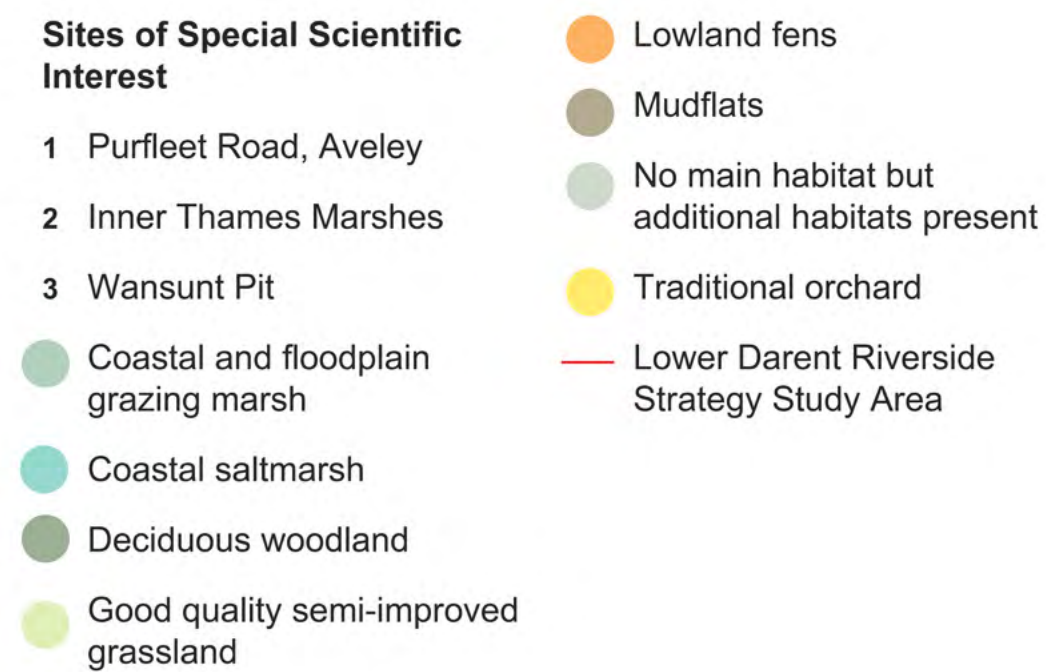 Sites of Special Scientific
Interest
1 Purfleet Road, Aveley
2 Inner Thames Marshes
3 Wansunt Pit
Coastal and floodplain
grazing marsh
Coastal saltmarsh
Deciduous woodland
Good quality semi-improved
grassland
Lowland fens
Mudflats
No main habitat but
additional habitats present
Traditional orchard
Lower Darent Riverside
Strategy Study Area